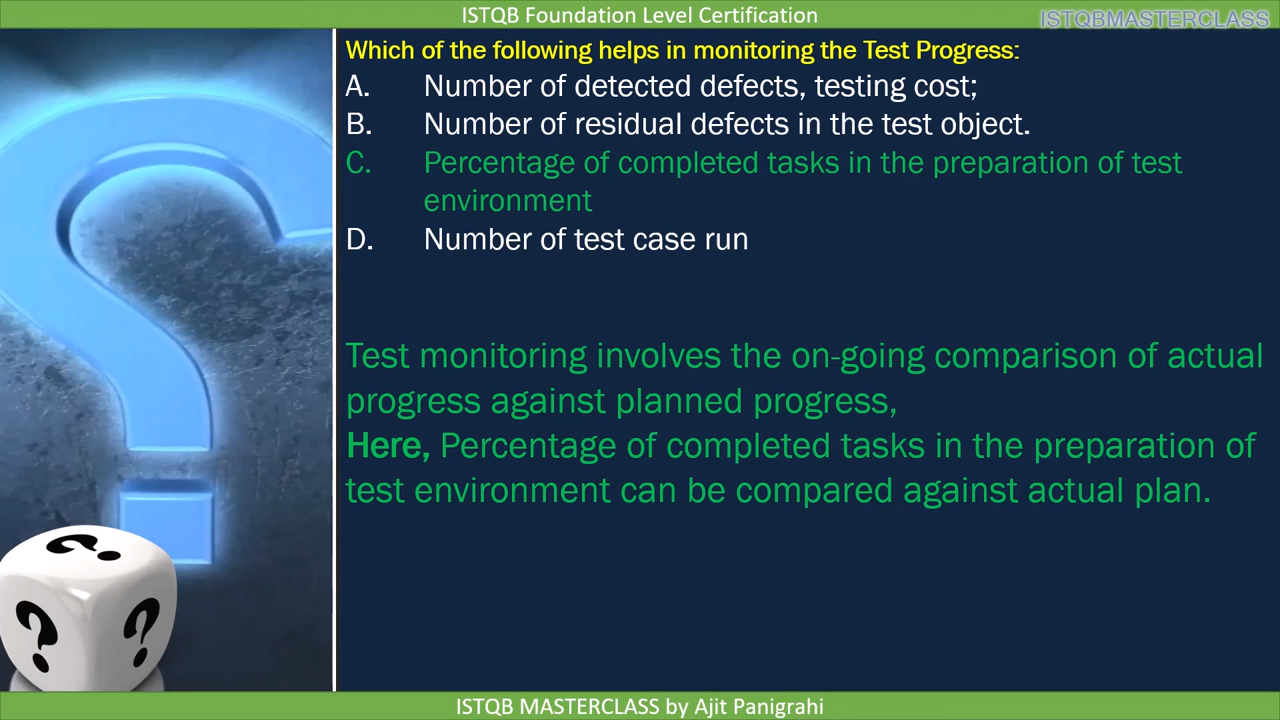 ISTQB Foundation Level Certification
ISTQBMASTERCLASS
Which of the following helps in monitoring the Test Progress:
A. Number of detected defects, testing cost;
B. Number of residual defects in the test object.
C. Percentage of completed tasks in the preparation of test
environment
D. Number of test case run
Test monitoring involves the on-going comparison of actual
progress against planned progress,
Here, Percentage of completed tasks in the preparation of
test environment can be compared against actual plan.
? ? ?
ISTQB MASTERCLASS by Ajit Panigrahi